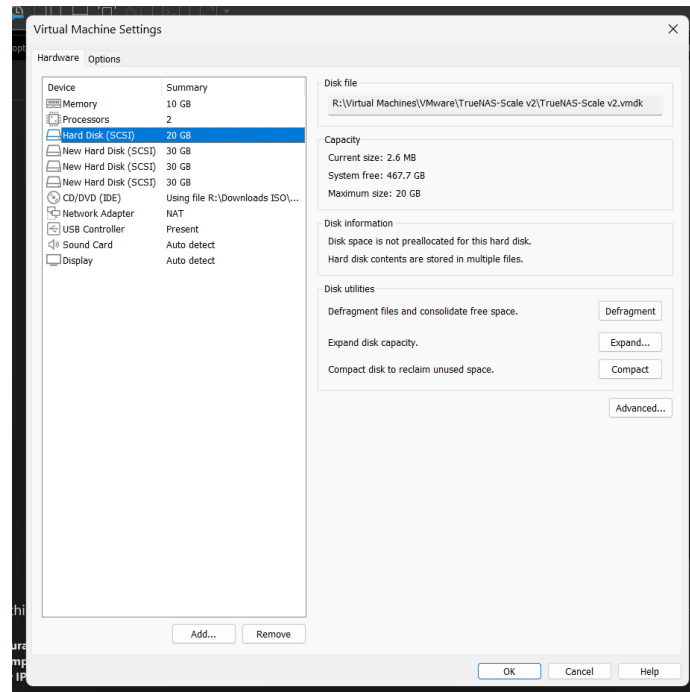 Virtual Machine Settings
Hardware Options
Device Summary
Memory 10 GB
Processors 2
Hard Disk (SCSI) 20 GB
New Hard Disk (SCSI) 30 GB
New Hard Disk (SCSI) 30 GB
New Hard Disk (SCSI) 30 GB
CD/DVD (IDE) Using file R:\Downloads ISO\...
Network Adapter NAT
USB Controller Present
Sound Card Auto detect
Display Auto detect
Add... Remove
Disk file
R:\Virtual Machines\VMware\TrueNAS-Scale v2\TrueNAS-Scale v2.vmdk
Capacity
Current size: 2.6 MB
System free: 467.7 GB
Maximum size: 20 GB
Disk information
Disk space is not preallocated for this hard disk.
Hard disk contents are stored in multiple files.
Disk utilities
Defragment files and consolidate free space. Defragment
Expand disk capacity. Expand...
Compact disk to reclaim unused space. Compact
Advanced...
OK Cancel Help